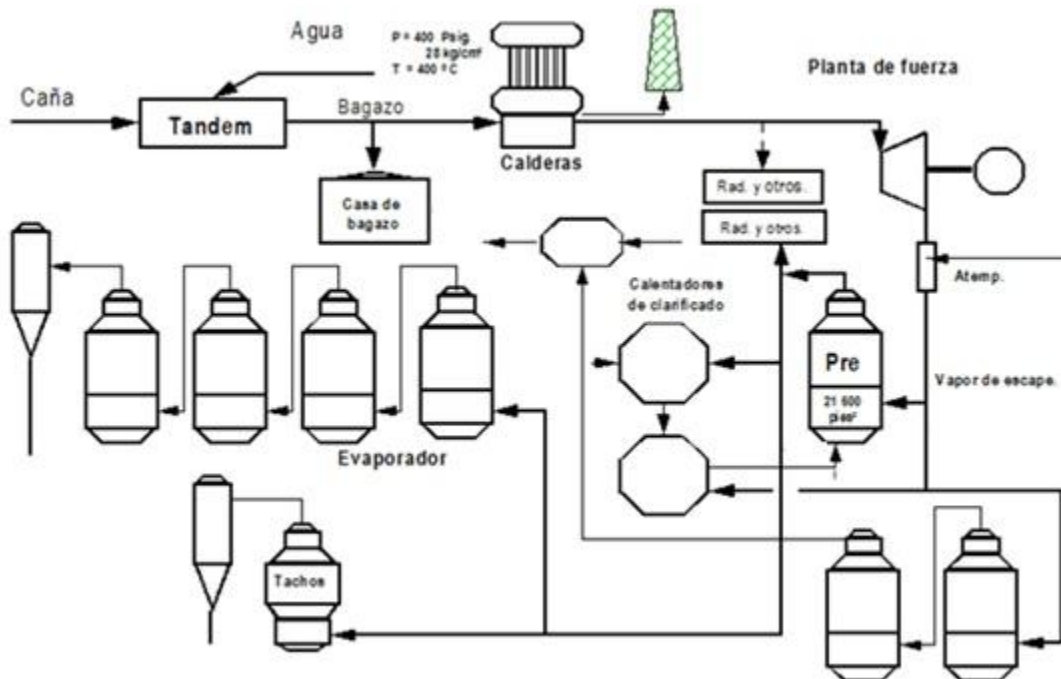 Agua
P = 400 Psig.
28 kg/cm²
T = 400 º C
Planta de fuerza
Caña
Bagazo
Tandem
Calderas
Casa de
bagazo
Rad. y otros.
Rad. y otros.
Atemp.
Calentadores
de clarificado
Pre
21 600
pies²
Vapor de escape.
Evaporador
Tachos